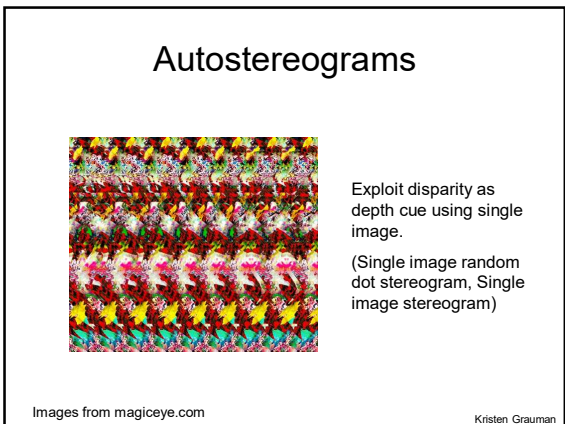 Autostereograms
Exploit disparity as
depth cue using single
image.
(Single image random
dot stereogram, Single
image stereogram)
Images from magiceye.com
Kristen Grauman